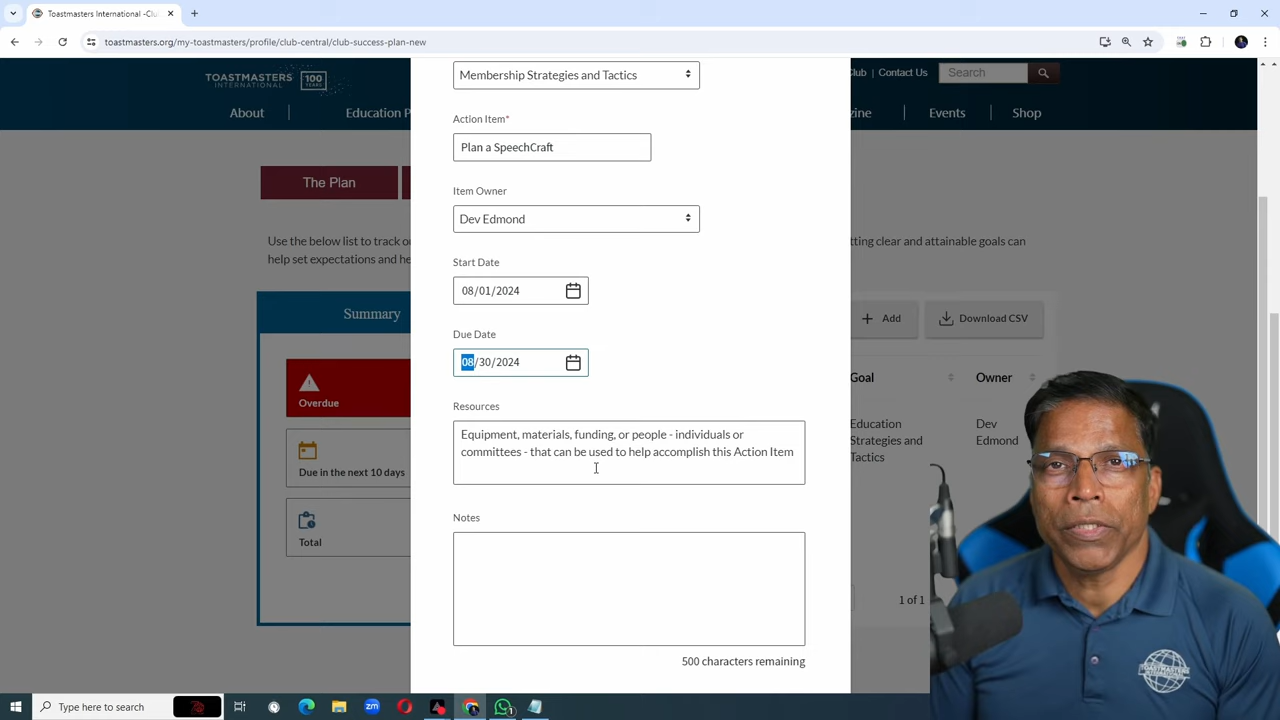 Toastmasters International -Clu
toastmasters.org/my-toastmasters/profile/club-central/club-success-plan-new
TOASTMASTERS
INTERNATIONAL
100
YEARS
lub
Contact Us
Search
About
Education P
zine
Events
Shop
The Plan
Use the below list to track ou
tting clear and attainable goals can
help set expectations and he
Summary
Overdue
Due in the next 10 days
Total
Membership Strategies and Tactics
Action Item*
Plan a SpeechCraft
Item Owner
Dev Edmond
Start Date
08/01/2024
Due Date
08/30/2024
Resources
Equipment, materials, funding, or people - individuals or
committees - that can be used to help accomplish this Action Item
Notes
500 characters remaining
Add
Download CSV
Goal
Owner
Education
Strategies and
Tactics
Dev
Edmond
1 of 1
TOASTMASTERS
INTERNATIONAL
Type here to search
zm